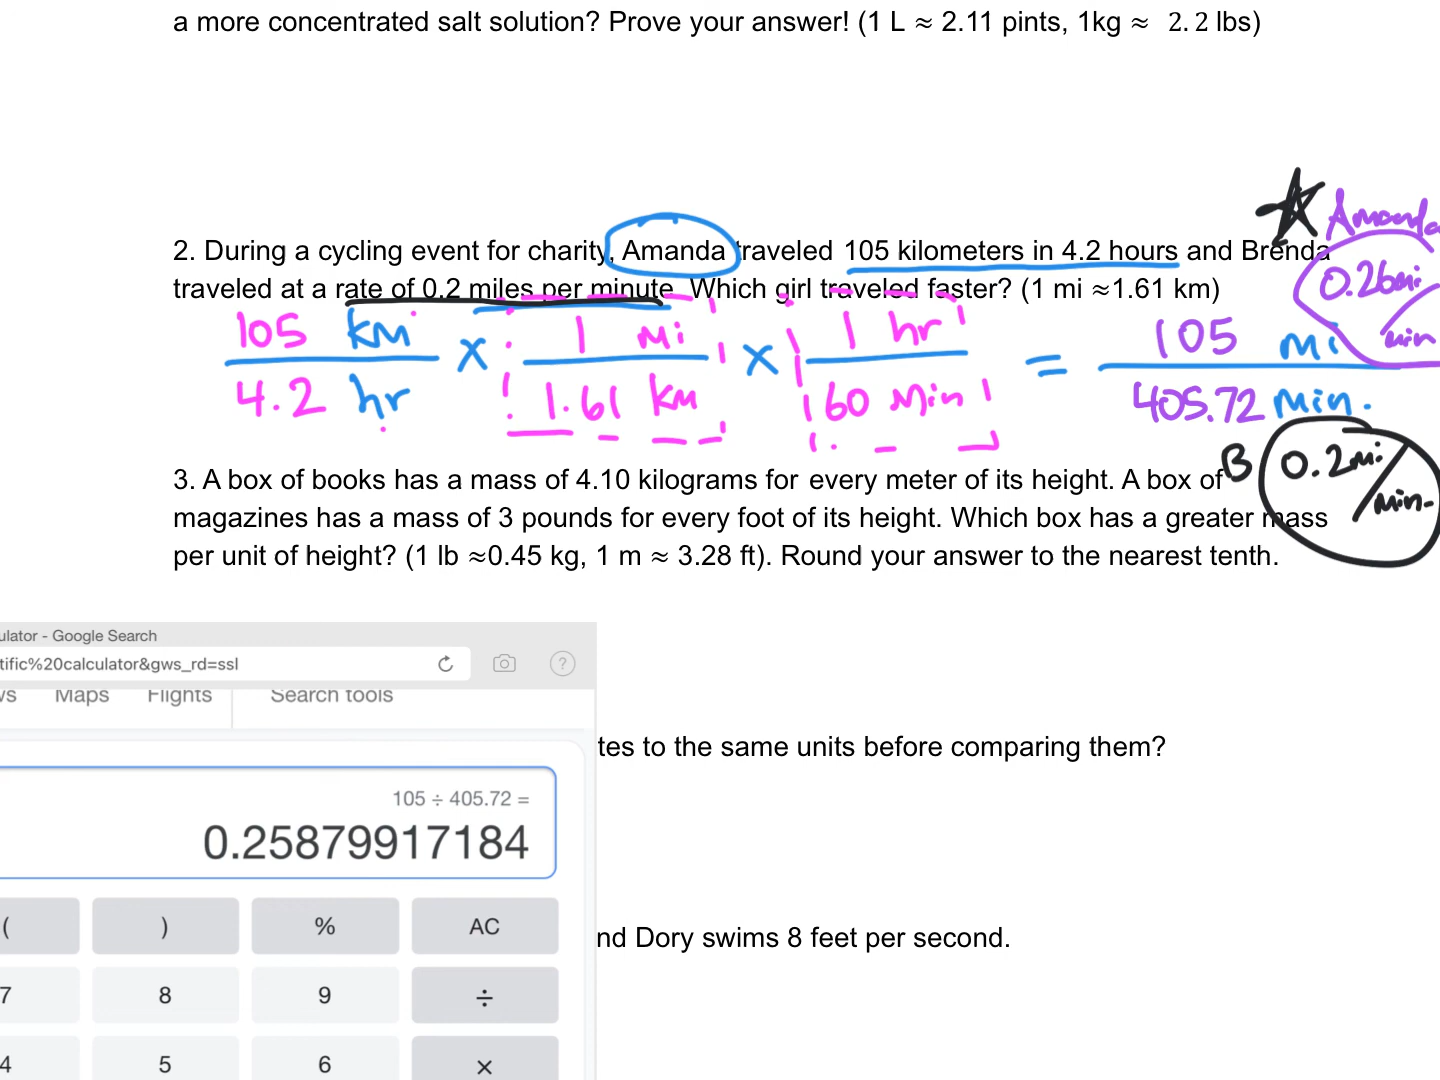 a more concentrated salt solution? Prove your answer! (1 L ≈ 2.11 pints, 1kg ≈ 2.2 lbs)
Amanda
2. During a cycling event for charity, Amanda traveled 105 kilometers in 4.2 hours and Brenda
0.26mi
traveled at a rate of 0.2 miles per minute. Which girl traveled faster? (1 mi ≈1.61 km)
/min
105 km × 1 Mi × 1 hr = 105 Mi
4.2 hr 1.61 km 60 Min 405.72 Min.
B 0.2mi
/Min.
3. A box of books has a mass of 4.10 kilograms for every meter of its height. A box of
magazines has a mass of 3 pounds for every foot of its height. Which box has a greater mass
per unit of height? (1 lb ≈0.45 kg, 1 m ≈ 3.28 ft). Round your answer to the nearest tenth.
ulator - Google Search
tific%20calculator&gws_rd=ssl
vs Maps Flights Search tools
tes to the same units before comparing them?
105 ÷ 405.72 =
0.25879917184
( ) % AC
nd Dory swims 8 feet per second.
7 8 9 ÷
4 5 6 ×